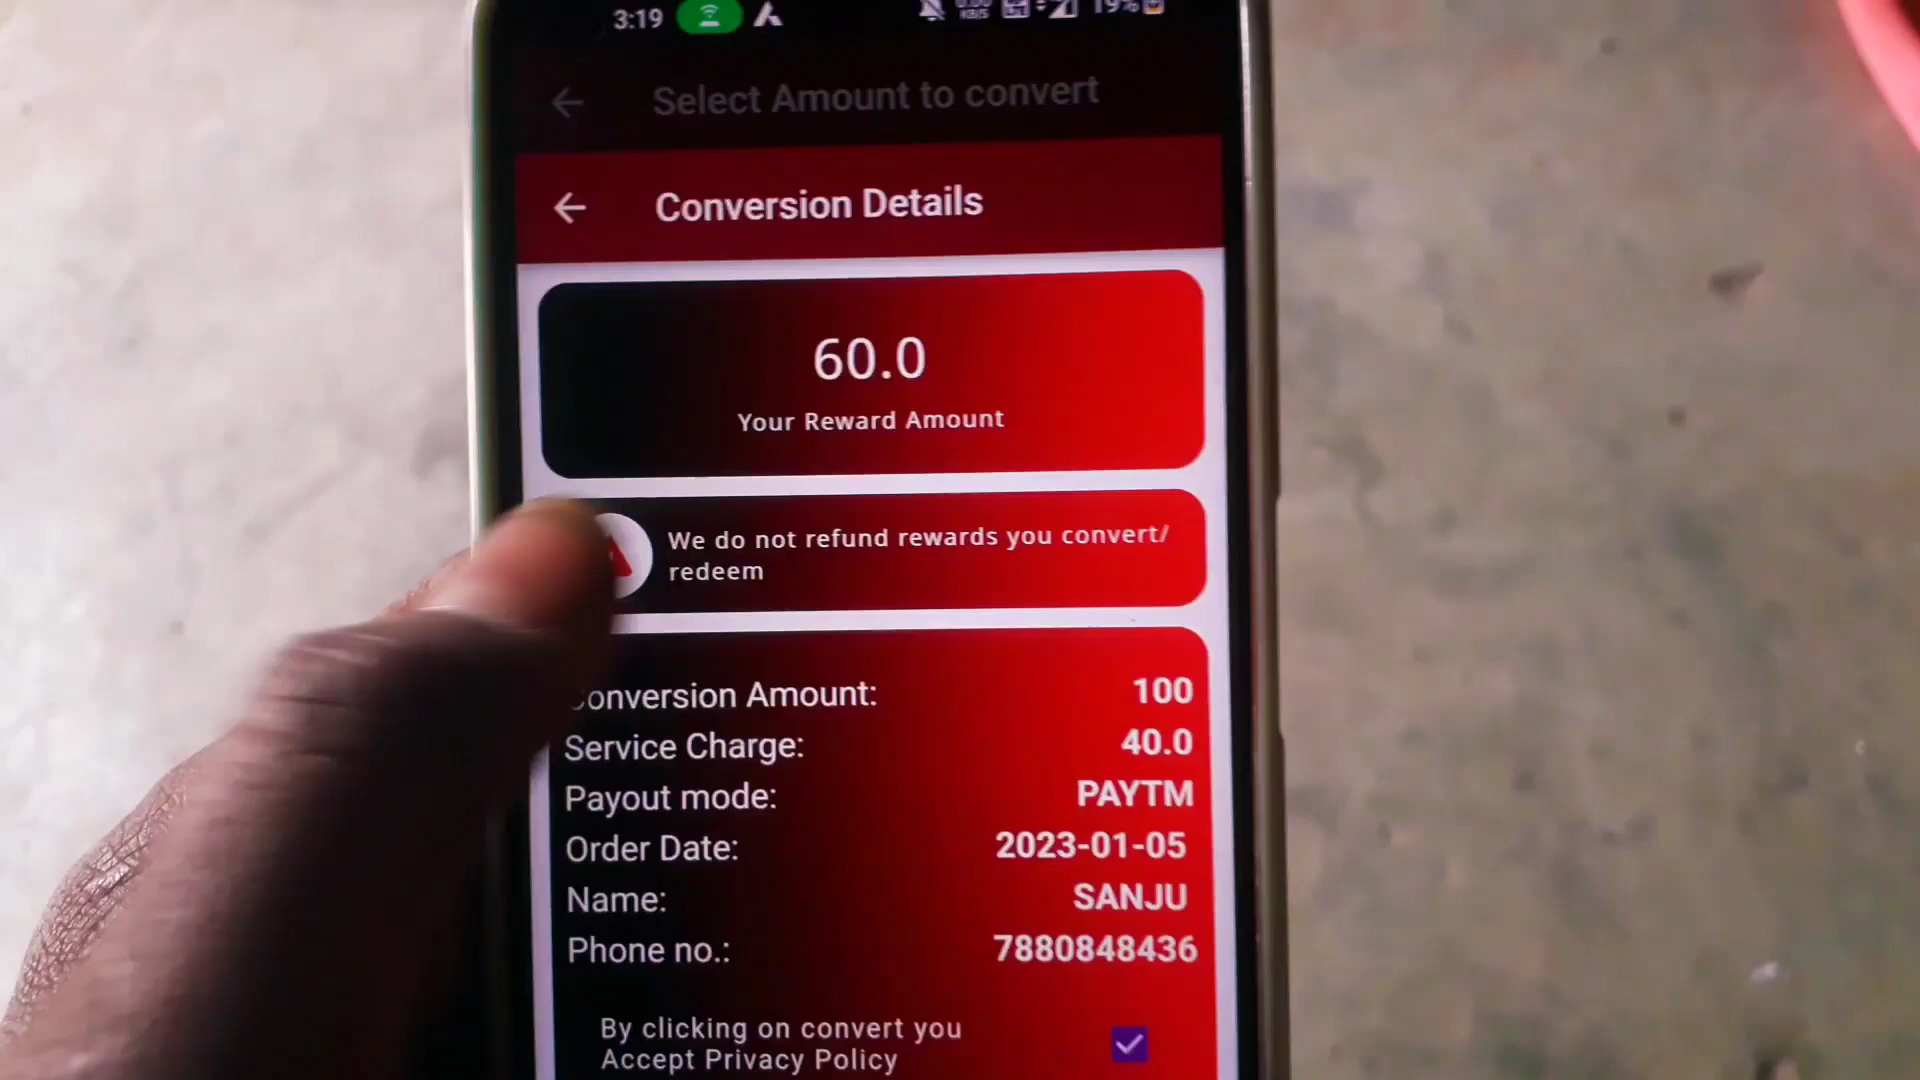 3:19
19%
Select Amount to convert
Conversion Details
60.0
Your Reward Amount
We do not refund rewards you convert/
redeem
Conversion Amount: 100
Service Charge: 40.0
Payout mode: PAYTM
Order Date: 2023-01-05
Name: SANJU
Phone no.: 7880848436
By clicking on convert you
Accept Privacy Policy